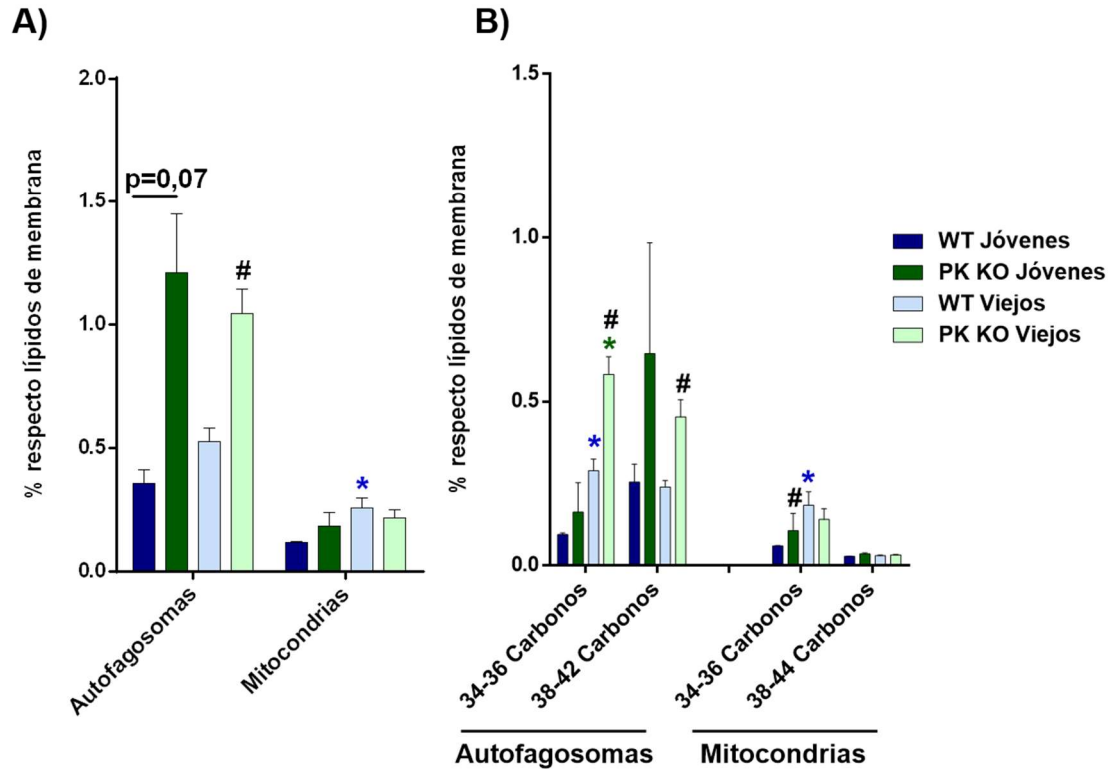 A)
% respecto lípidos de membrana
2.0
1.5
1.0
0.5
0.0
p=0,07
#
*
Autofagosomas
Mitocondrias
B)
% respecto lípidos de membrana
1.5
1.0
0.5
0.0
*
#
*
#
#
*
34-36 Carbonos
38-42 Carbonos
34-36 Carbonos
38-44 Carbonos
Autofagosomas
Mitocondrias
WT Jóvenes
PK KO Jóvenes
WT Viejos
PK KO Viejos